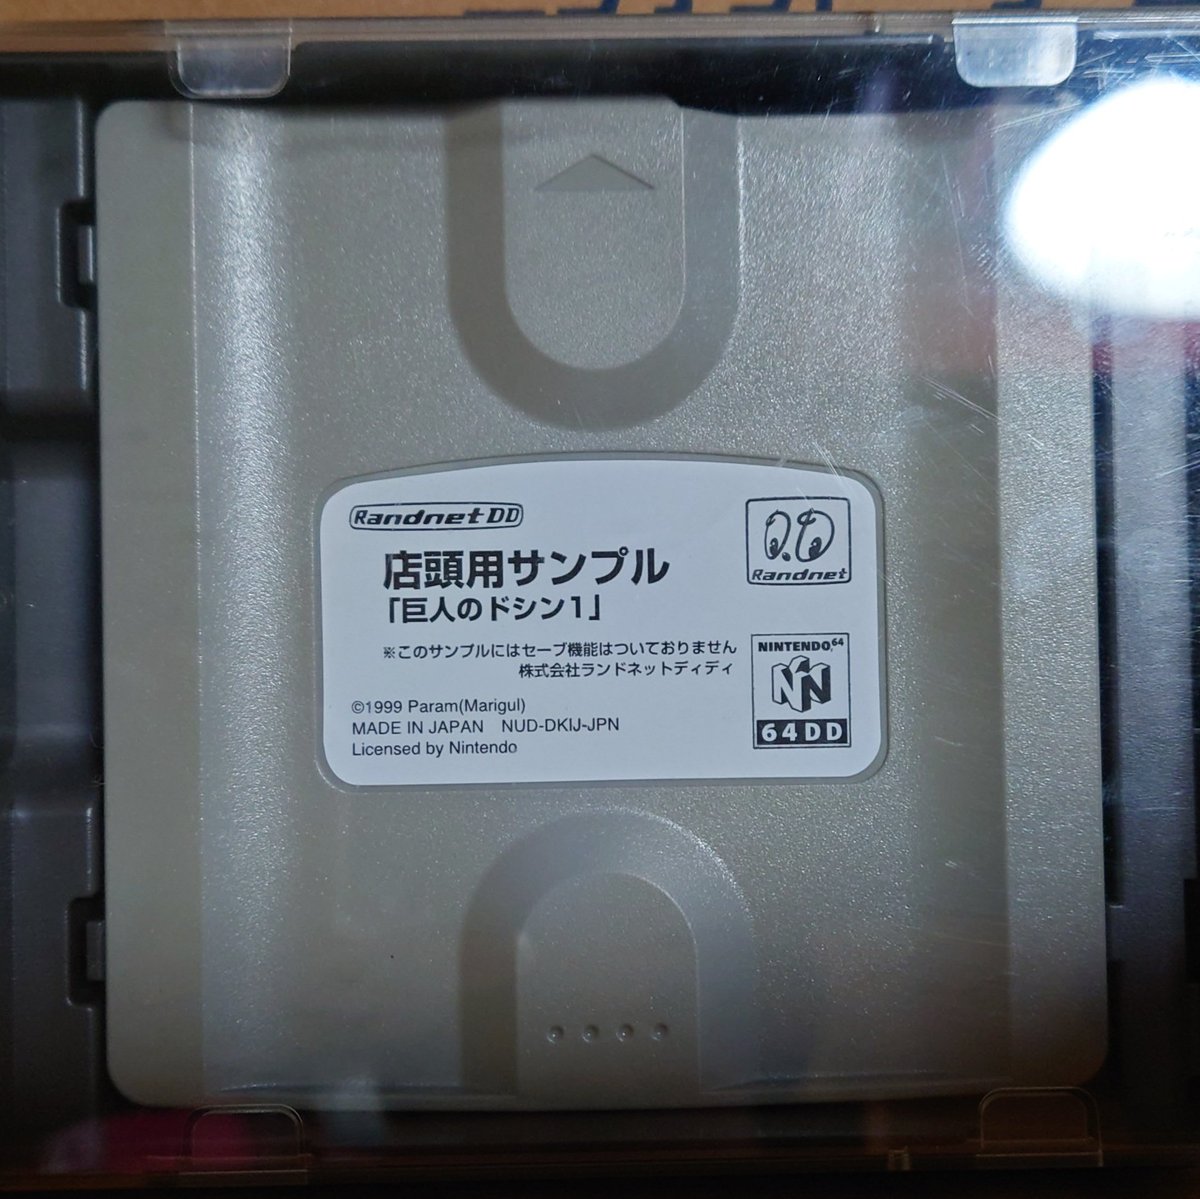 Randnet DD
店頭用サンプル
「巨人のドシン1」
※このサンプルにはセーブ機能はついておりません
株式会社ランドネットディディ
©1999 Param(Marigul)
MADE IN JAPAN NUD-DKIJ-JPN
Licensed by Nintendo
Randnet
NINTENDO64
64DD